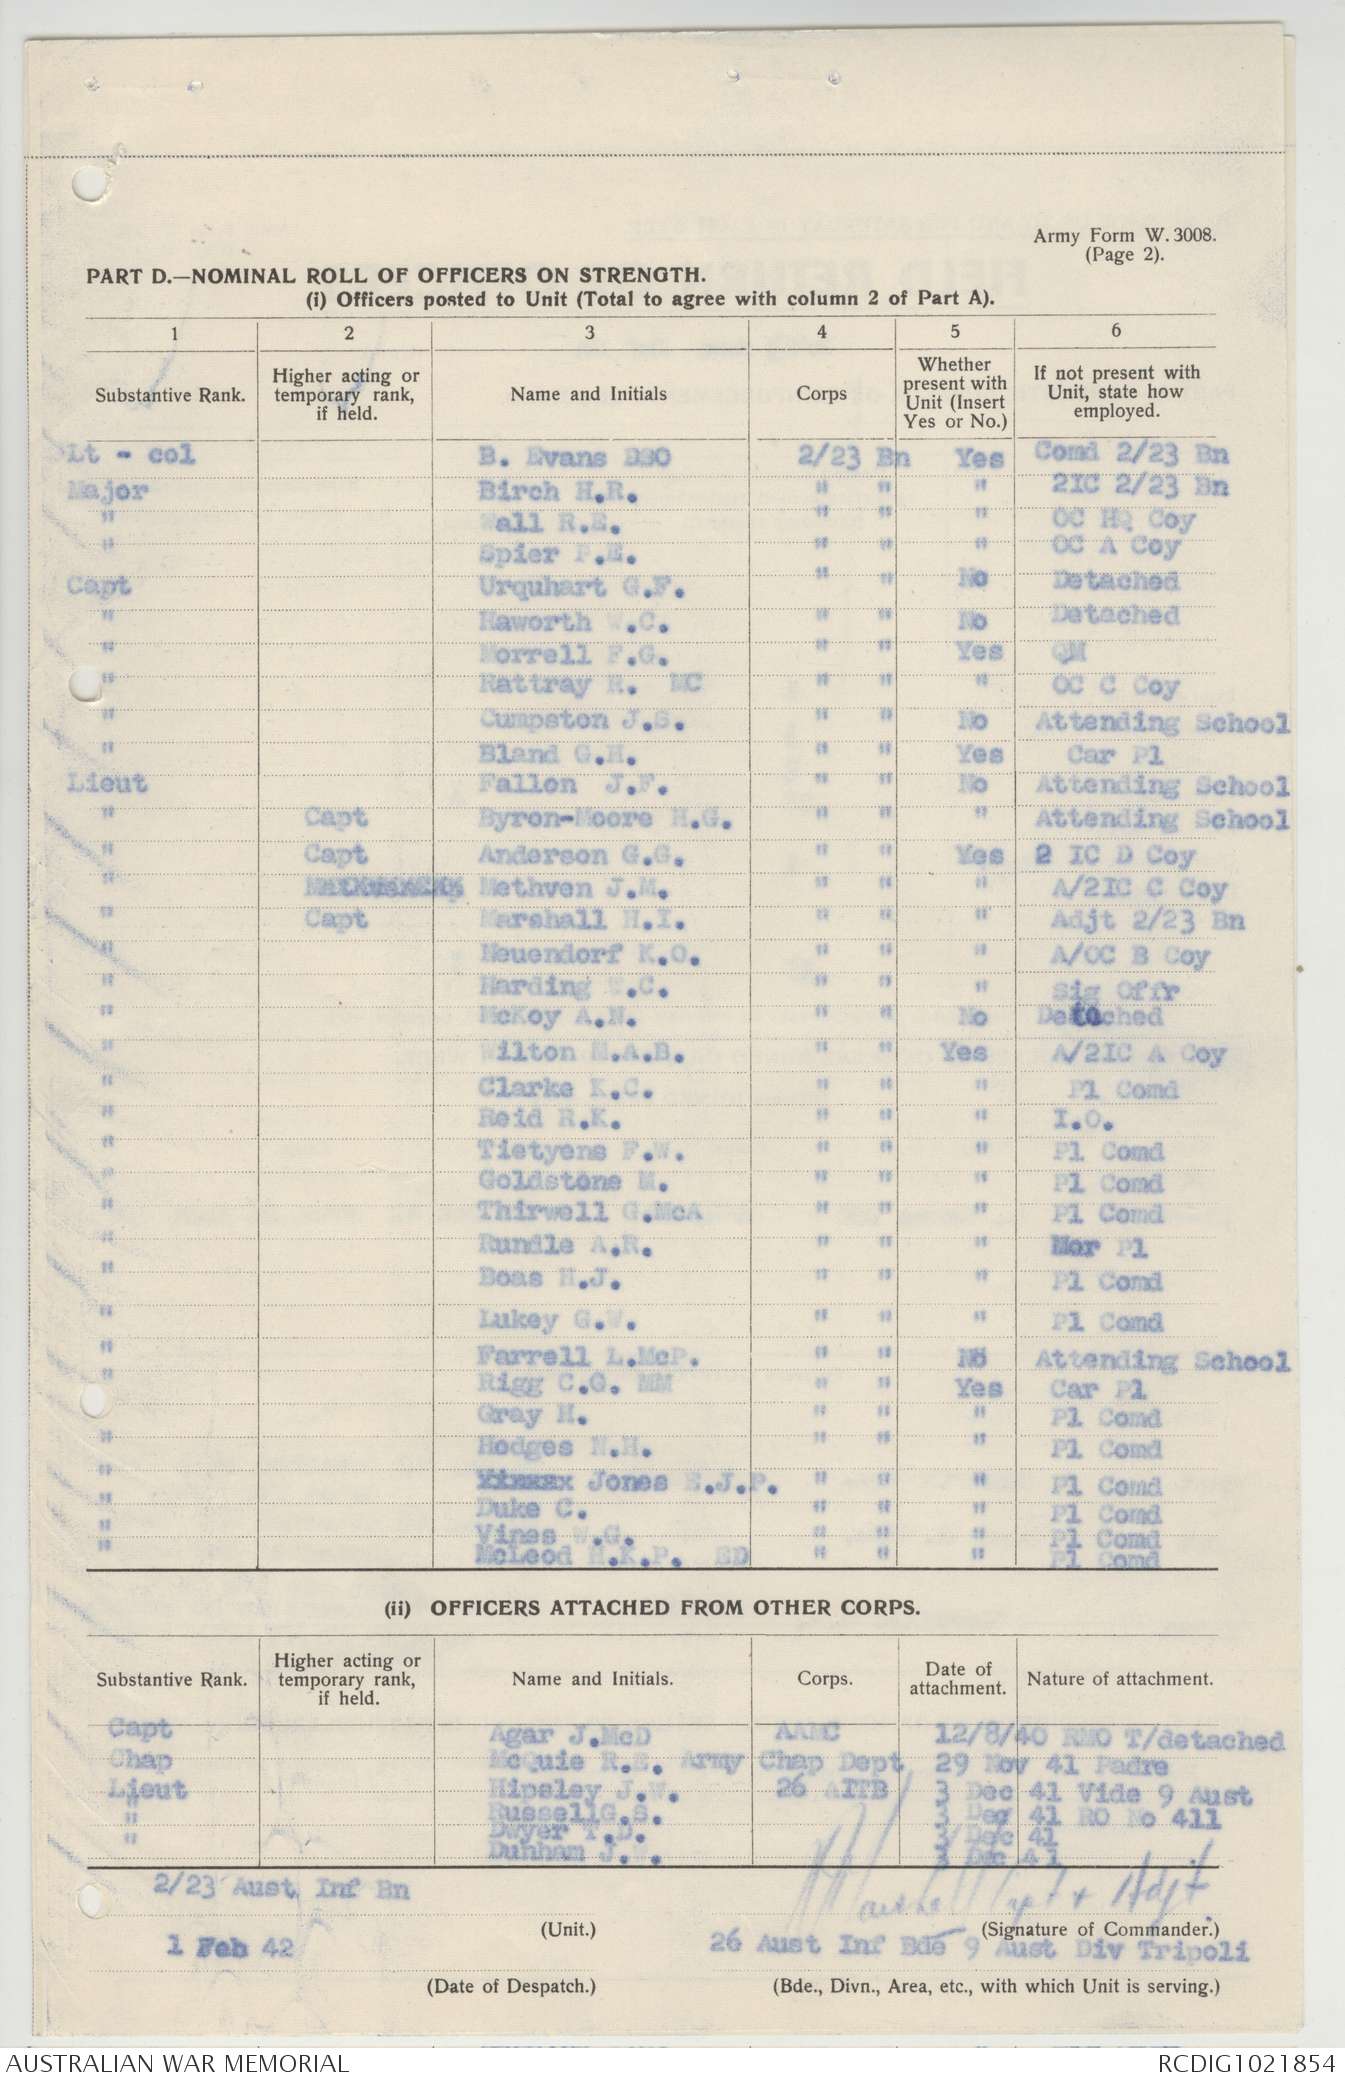 Army Form W. 3008.
(Page 2).
PART D.—NOMINAL ROLL OF OFFICERS ON STRENGTH.
(i) Officers posted to Unit (Total to agree with column 2 of Part A).
1 2 3 4 5 6
Substantive Rank. Higher acting or temporary rank, if held. Name and Initials Corps Whether present with Unit (Insert Yes or No.) If not present with Unit, state how employed.
Lt - col B. Evans DSO 2/23 Bn Yes Comd 2/23 Bn
Major Birch H.R. " " " 2IC 2/23 Bn
" Wall R.E. " " " OC HQ Coy
" Spier P.E. " " " OC A Coy
Capt Urquhart G.F. " " No Detached
" Haworth W.C. " " No Detached
" Morrell F.G. " " Yes QM
" Rattray R. MC " " " OC C Coy
" Cumpston J.S. " " No Attending School
" Bland G.H. " " Yes Car Pl
Lieut Fallon J.F. " " No Attending School
" Capt Byron-Moore H.G. " " " Attending School
" Capt Anderson G.G. " " Yes 2 IC D Coy
" Methven J.M. " " " A/2IC C Coy
" Capt Marshall H.I. " " " Adjt 2/23 Bn
" Neuendorf K.O. " " " A/OC B Coy
" Harding W.C. " " " Sig Offr
" McKoy A.N. " " No Detached
" Wilton M.A.B. " " Yes A/2IC A Coy
" Clarke K.C. " " " Pl Comd
" Reid R.K. " " " I.O.
" Tietyens F.W. " " " Pl Comd
" Goldstone M. " " " Pl Comd
" Thirwell G.McA " " " Pl Comd
" Rundle A.R. " " " Mor Pl
" Boas H.J. " " " Pl Comd
" Lukey G.W. " " " Pl Comd
" Farrell L.McP. " " No Attending School
" Rigg C.G. MM " " Yes Car Pl
Gray H. " " " Pl Comd
" Hodges N.H. " " " Pl Comd
" Jones E.J.P. " " " Pl Comd
" Duke C. " " " Pl Comd
" Vines W.G. " " " Pl Comd
" McLeod H.K.P. ED " " " Pl Comd
(ii) OFFICERS ATTACHED FROM OTHER CORPS.
Substantive Rank. Higher acting or temporary rank, if held. Name and Initials. Corps. Date of attachment. Nature of attachment.
Capt Agar J.McD AAMC 12/8/40 RMO T/detached
Chap McQuie R.E. Army Chap Dept 29 Nov 41 Padre
Lieut Hipsley J.W. 26 AITB 3 Dec 41 Vide 9 Aust
" Russell G.S. 3 Dec 41 RO No 411
" Dwyer T.D. 3 Dec 41
" Dunham J.W. 3 Dec 41
2/23 Aust Inf Bn HMarshall Capt & Adjt.
(Unit.) (Signature of Commander.)
1 Feb 42 26 Aust Inf Bde 9 Aust Div Tripoli
(Date of Despatch.) (Bde., Divn., Area, etc., with which Unit is serving.)
AUSTRALIAN WAR MEMORIAL RCDIG1021854